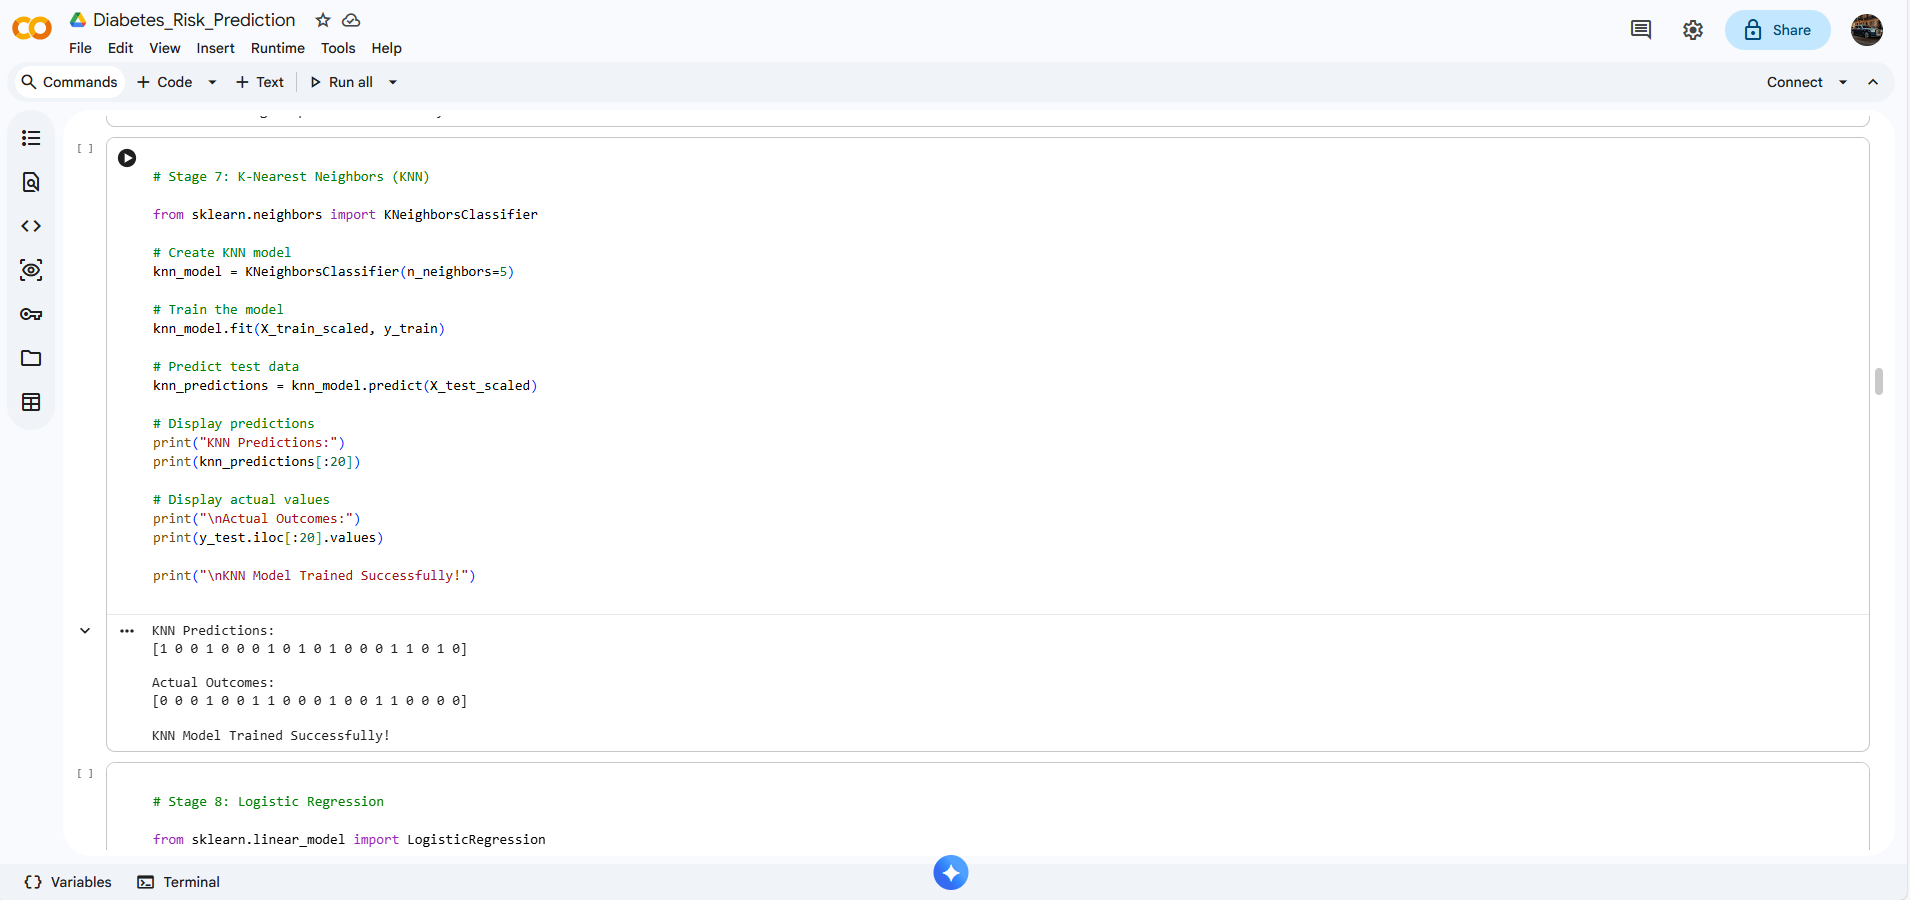 Diabetes_Risk_Prediction
File Edit View Insert Runtime Tools Help
Share
Commands + Code + Text Run all
Connect
[ ]
# Stage 7: K-Nearest Neighbors (KNN)
from sklearn.neighbors import KNeighborsClassifier
# Create KNN model
knn_model = KNeighborsClassifier(n_neighbors=5)
# Train the model
knn_model.fit(X_train_scaled, y_train)
# Predict test data
knn_predictions = knn_model.predict(X_test_scaled)
# Display predictions
print("KNN Predictions:")
print(knn_predictions[:20])
# Display actual values
print("\nActual Outcomes:")
print(y_test.iloc[:20].values)
print("\nKNN Model Trained Successfully!")
KNN Predictions:
[1 0 0 1 0 0 0 1 0 1 0 1 0 0 0 1 1 0 1 0]
Actual Outcomes:
[0 0 0 1 0 0 1 1 0 0 0 1 0 0 1 1 0 0 0 0]
KNN Model Trained Successfully!
[ ]
# Stage 8: Logistic Regression
from sklearn.linear_model import LogisticRegression
Variables Terminal